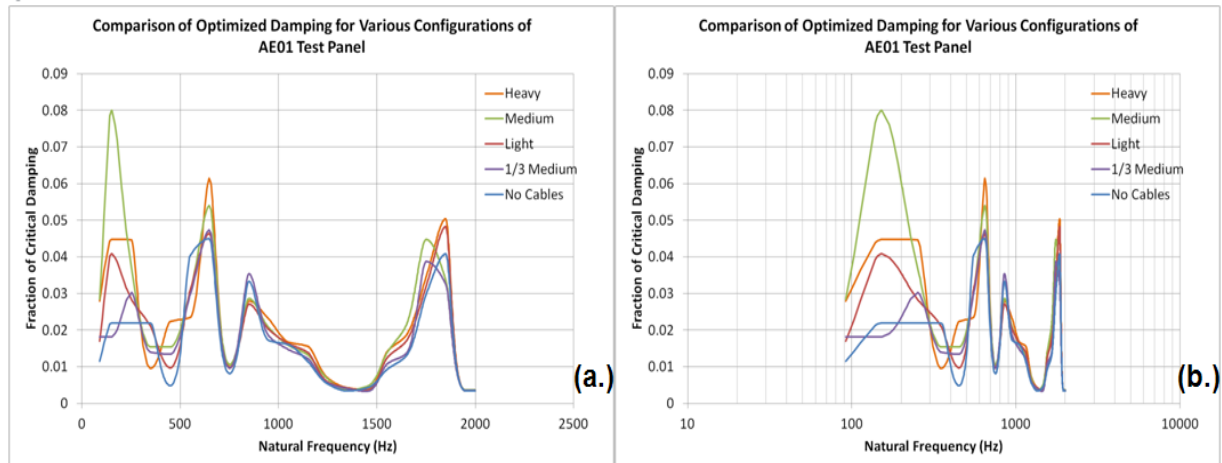 Comparison of Optimized Damping for Various Configurations of
AE01 Test Panel
Fraction of Critical Damping
0.09
0.08
0.07
0.06
0.05
0.04
0.03
0.02
0.01
0
Heavy
Medium
Light
1/3 Medium
No Cables
0
500
1000
1500
2000
2500
Natural Frequency (Hz)
(a.)
Comparison of Optimized Damping for Various Configurations of
AE01 Test Panel
Fraction of Critical Damping
0.09
0.08
0.07
0.06
0.05
0.04
0.03
0.02
0.01
0
Heavy
Medium
Light
1/3 Medium
No Cables
10
100
1000
10000
Natural Frequency (Hz)
(b.)